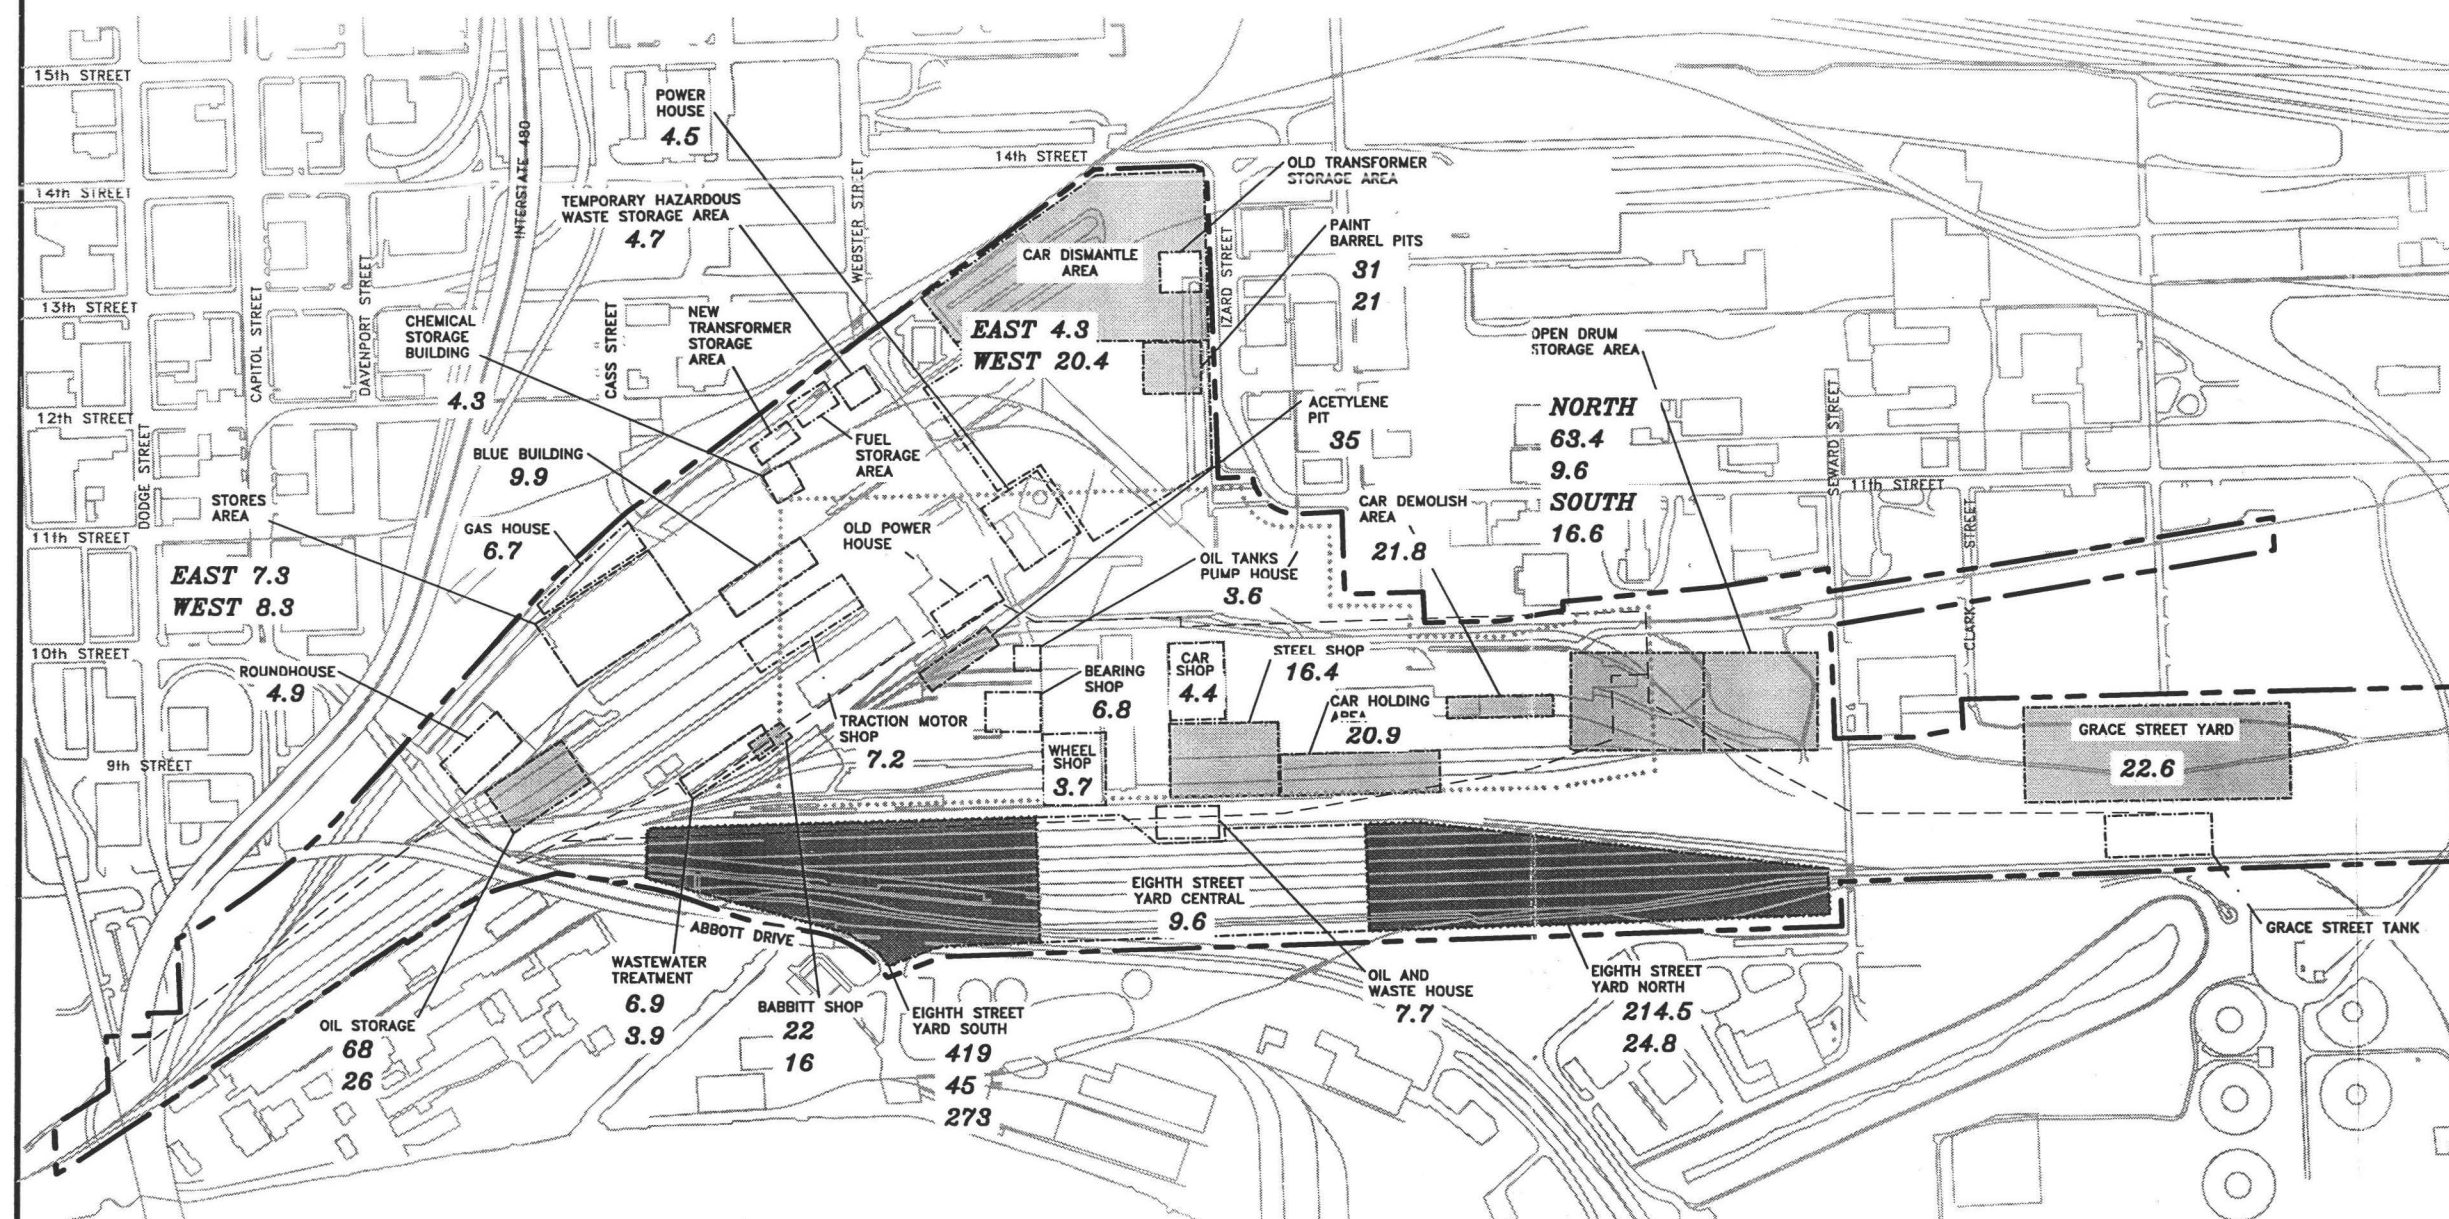 15th STREET
14th STREET
13th STREET
12th STREET
11th STREET
10th STREET
9th STREET
DODGE STREET
CAPITOL STREET
DAVENPORT STREET
INTERSTATE 480
CASS STREET
WEBSTER STREET
14th STREET
IZARD STREET
SEWARD STREET
11th STREET
CLARK STREET
ABBOTT DRIVE
POWER
HOUSE
4.5
TEMPORARY HAZARDOUS
WASTE STORAGE AREA
4.7
OLD TRANSFORMER
STORAGE AREA
PAINT
BARREL PITS
31
21
CAR DISMANTLE
AREA
EAST 4.3
WEST 20.4
CHEMICAL
STORAGE
BUILDING
4.3
NEW
TRANSFORMER
STORAGE
AREA
FUEL
STORAGE
AREA
OPEN DRUM
STORAGE AREA
NORTH
63.4
9.6
SOUTH
16.6
ACETYLENE
PIT
35
BLUE BUILDING
9.9
STORES
AREA
EAST 7.3
WEST 8.3
GAS HOUSE
6.7
OLD POWER
HOUSE
CAR DEMOLISH
AREA
21.8
OIL TANKS
PUMP HOUSE
3.6
ROUNDHOUSE
4.9
BEARING
SHOP
6.8
CAR
SHOP
4.4
STEEL SHOP
16.4
CAR HOLDING
AREA
20.9
TRACTION MOTOR
SHOP
7.2
WHEEL
SHOP
3.7
GRACE STREET YARD
22.6
EIGHTH STREET
YARD CENTRAL
9.6
GRACE STREET TANK
WASTEWATER
TREATMENT
6.9
3.9
BABBITT SHOP
22
16
EIGHTH STREET
YARD SOUTH
419
45
273
OIL AND
WASTE HOUSE
7.7
EIGHTH STREET
YARD NORTH
214.5
24.8
OIL STORAGE
68
26